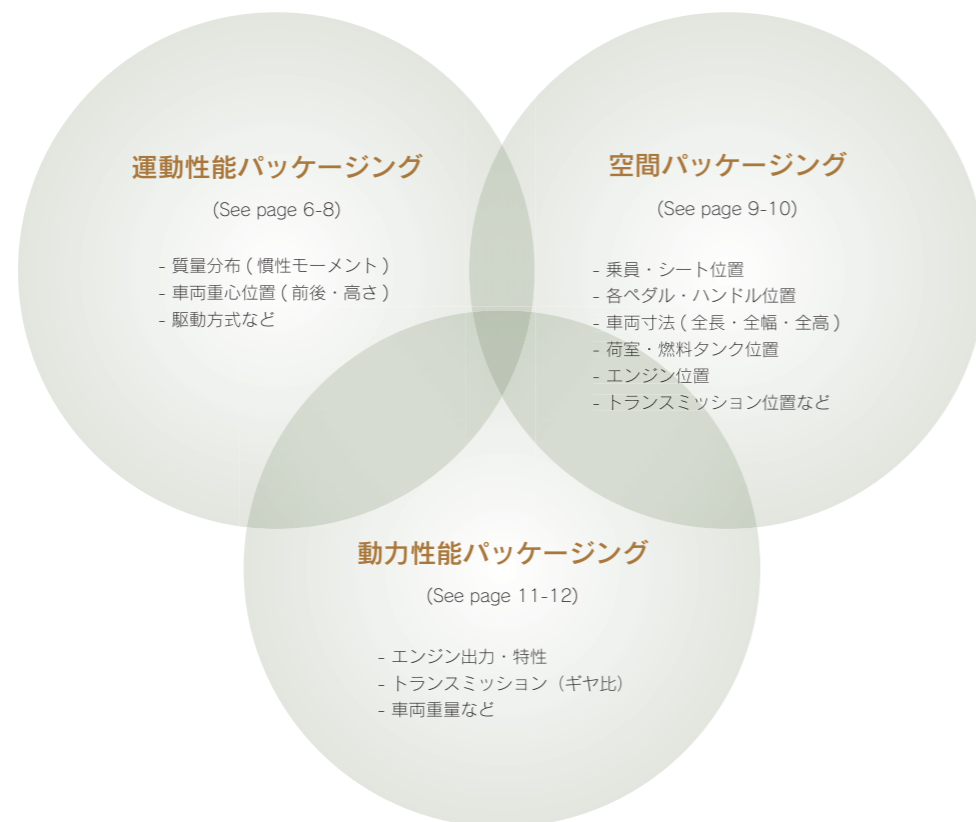 運動性能パッケージング
(See page 6-8)
- 質量分布 ( 慣性モーメント )
- 車両重心位置 ( 前後・高さ )
- 駆動方式など
空間パッケージング
(See page 9-10)
- 乗員・シート位置
- 各ペダル・ハンドル位置
- 車両寸法 ( 全長・全幅・全高 )
- 荷室・燃料タンク位置
- エンジン位置
- トランスミッション位置など
動力性能パッケージング
(See page 11-12)
- エンジン出力・特性
- トランスミッション（ギヤ比）
- 車両重量など